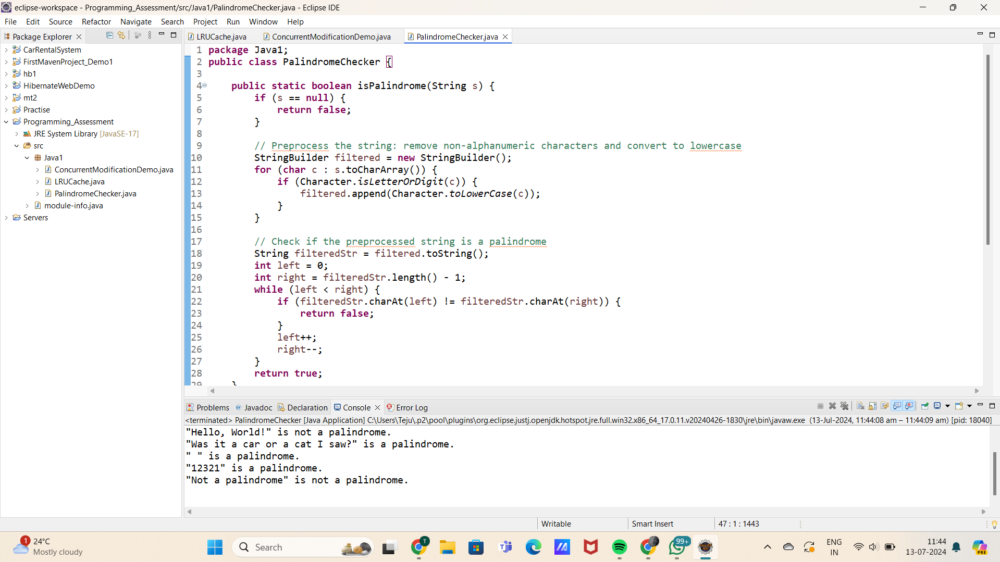 eclipse-workspace - Programming_Assessment/src/Java1/PalindromeChecker.java - Eclipse IDE
File Edit Source Refactor Navigate Search Project Run Window Help
Package Explorer
CarRentalSystem
FirstMavenProject_Demo1
hb1
HibernateWebDemo
mt2
Practise
Programming_Assessment
JRE System Library [JavaSE-17]
src
Java1
ConcurrentModificationDemo.java
LRUCache.java
PalindromeChecker.java
module-info.java
Servers
LRUCache.java ConcurrentModificationDemo.java PalindromeChecker.java
1 package Java1;
2 public class PalindromeChecker {
3
4 public static boolean isPalindrome(String s) {
5 if (s == null) {
6 return false;
7 }
8
9 // Preprocess the string: remove non-alphanumeric characters and convert to lowercase
10 StringBuilder filtered = new StringBuilder();
11 for (char c : s.toCharArray()) {
12 if (Character.isLetterOrDigit(c)) {
13 filtered.append(Character.toLowerCase(c));
14 }
15 }
16
17 // Check if the preprocessed string is a palindrome
18 String filteredStr = filtered.toString();
19 int left = 0;
20 int right = filteredStr.length() - 1;
21 while (left < right) {
22 if (filteredStr.charAt(left) != filteredStr.charAt(right)) {
23 return false;
24 }
25 left++;
26 right--;
27 }
28 return true;
29 }
Problems Javadoc Declaration Console Error Log
<terminated> PalindromeChecker [Java Application] C:\Users\Teju\.p2\pool\plugins\org.eclipse.justj.openjdk.hotspot.jre.full.win32.x86_64_17.0.11.v20240426-1830\jre\bin\javaw.exe (13-Jul-2024, 11:44:08 am – 11:44:09 am) [pid: 18040]
"Hello, World!" is not a palindrome.
"Was it a car or a cat I saw?" is a palindrome.
" " is a palindrome.
"12321" is a palindrome.
"Not a palindrome" is not a palindrome.
Writable Smart Insert 47 : 1 : 1443
1 24°C
Mostly cloudy
Search
T
99+
ENG
IN
11:44
13-07-2024
PRE